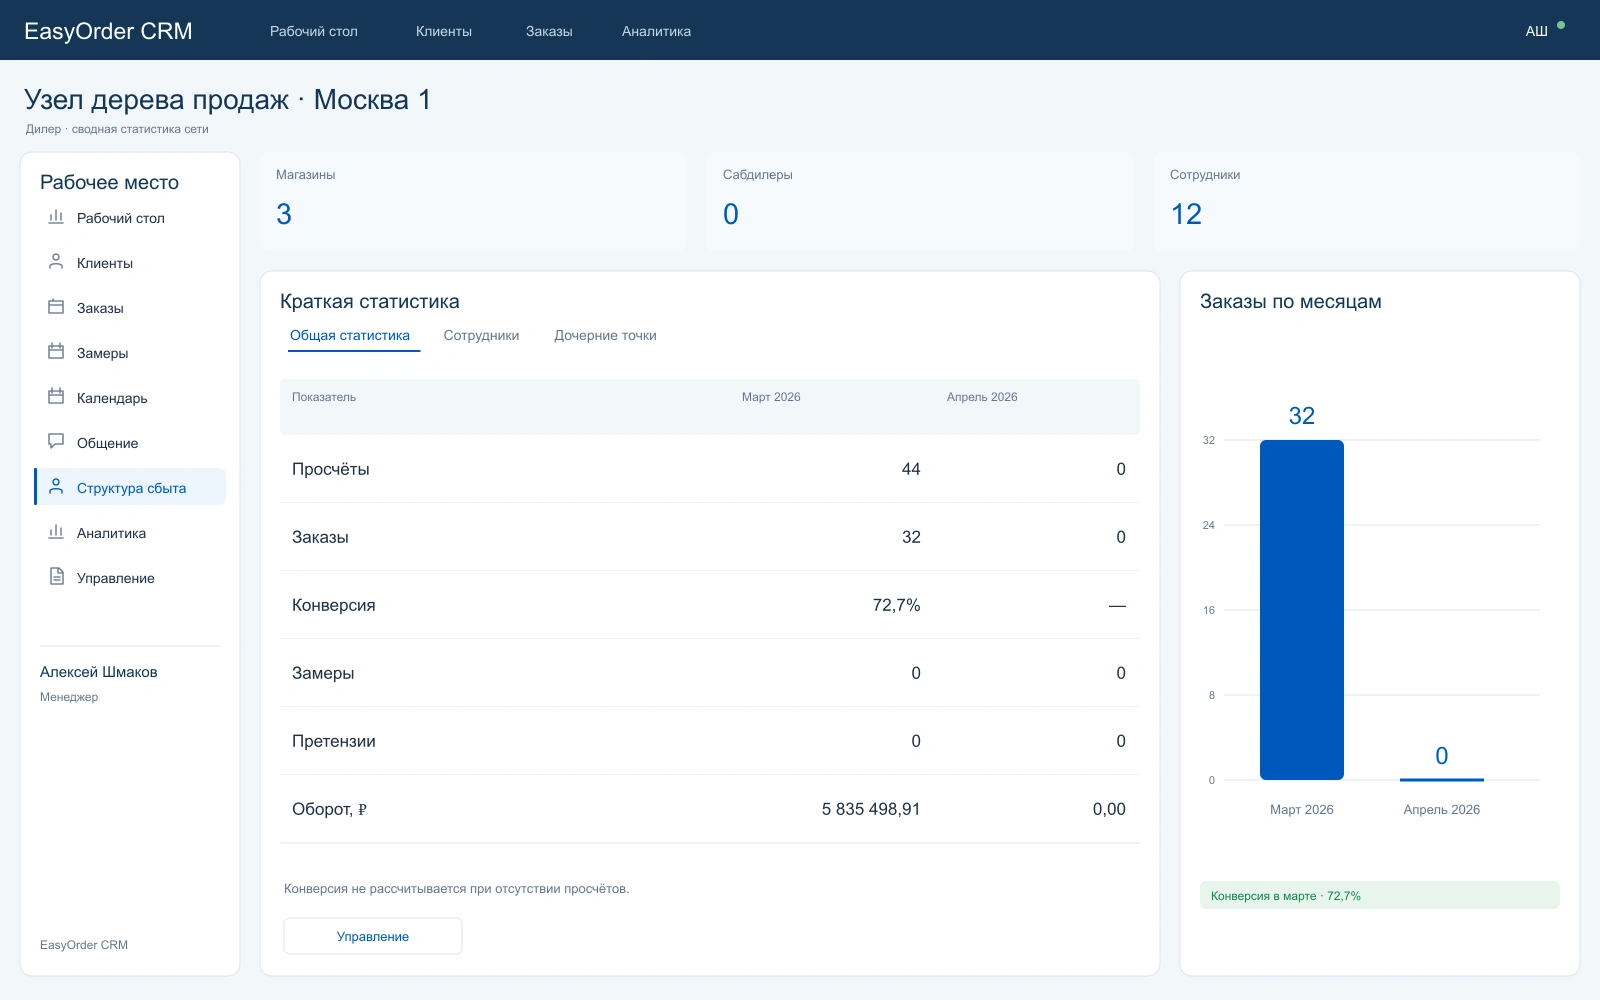 EasyOrder CRM
Рабочий стол
Клиенты
Заказы
Аналитика
АШ
Узел дерева продаж · Москва 1
Дилер · сводная статистика сети
Рабочее место
Рабочий стол
Клиенты
Заказы
Замеры
Календарь
Общение
Структура сбыта
Аналитика
Управление
Алексей Шмаков
Менеджер
EasyOrder CRM
Магазины
3
Сабдилеры
0
Сотрудники
12
Краткая статистика
Общая статистика Сотрудники Дочерние точки
Показатель Март 2026 Апрель 2026
Просчёты 44 0
Заказы 32 0
Конверсия 72,7% —
Замеры 0 0
Претензии 0 0
Оборот, ₽ 5 835 498,91 0,00
Конверсия не рассчитывается при отсутствии просчётов.
Управление
Заказы по месяцам
32
32
24
16
8
0
0
Март 2026 Апрель 2026
Конверсия в марте · 72,7%